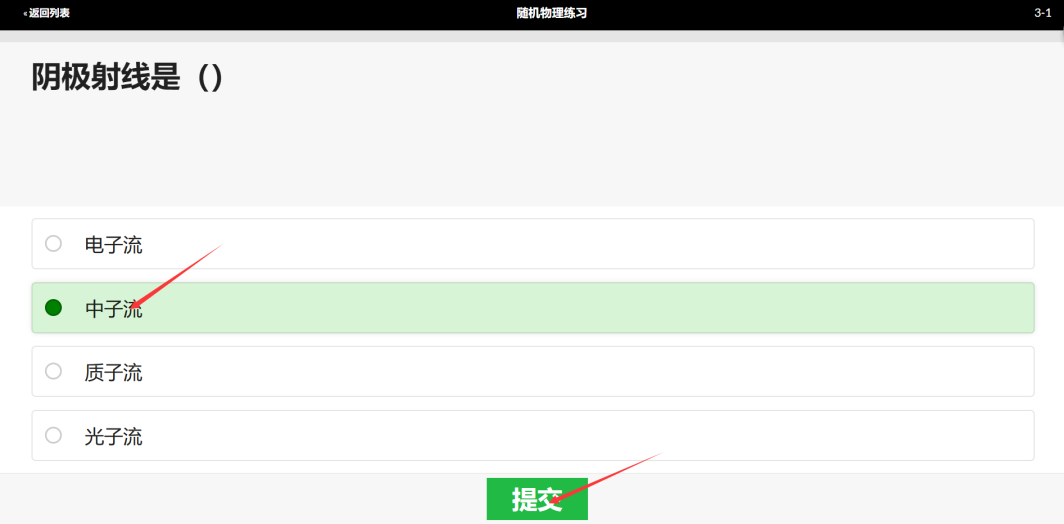 « 返回列表
随机物理练习
3-1
阴极射线是（）
电子流
中子流
质子流
光子流
提交